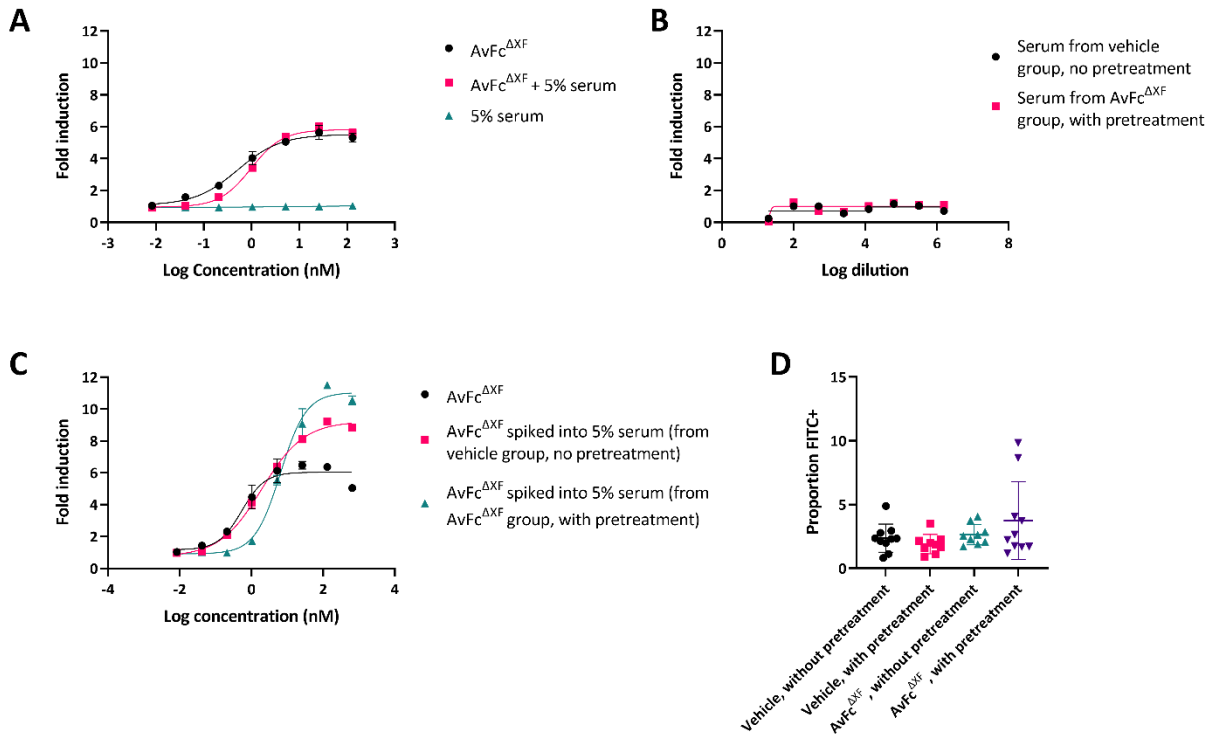 A
12
10
8
6
4
2
0
Fold induction
-3
-2
-1
0
1
2
3
Log Concentration (nM)
AvFcΔXF
AvFcΔXF + 5% serum
5% serum
B
12
10
8
6
4
2
0
Fold induction
0
2
4
6
8
Log dilution
Serum from vehicle
group, no pretreatment
Serum from AvFcΔXF
group, with pretreatment
C
12
10
8
6
4
2
0
Fold induction
-4
-2
0
2
4
Log concentration (nM)
AvFcΔXF
AvFcΔXF spiked into 5% serum (from
vehicle group, no pretreatment)
AvFcΔXF spiked into 5% serum (from
AvFcΔXF group, with pretreatment)
D
15
10
5
0
Proportion FITC+
Vehicle, without pretreatment
Vehicle, with pretreatment
AvFcΔXF, without pretreatment
AvFcΔXF, with pretreatment